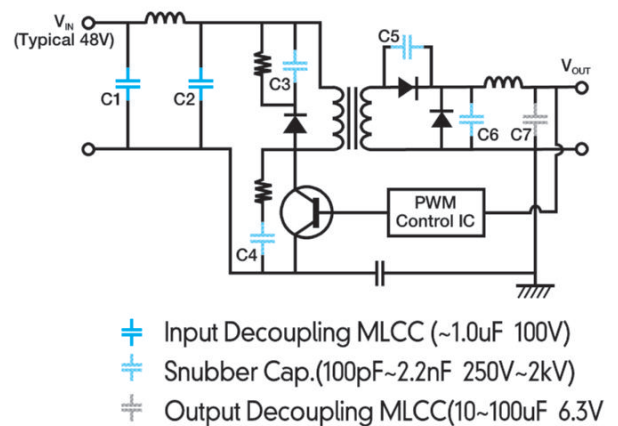 VIN
(Typical 48V)
C1
C2
C3
C4
C5
VOUT
C6
C7
PWM
Control IC
Input Decoupling MLCC (~1.0uF 100V)
Snubber Cap.(100pF~2.2nF 250V~2kV)
Output Decoupling MLCC(10~100uF 6.3V